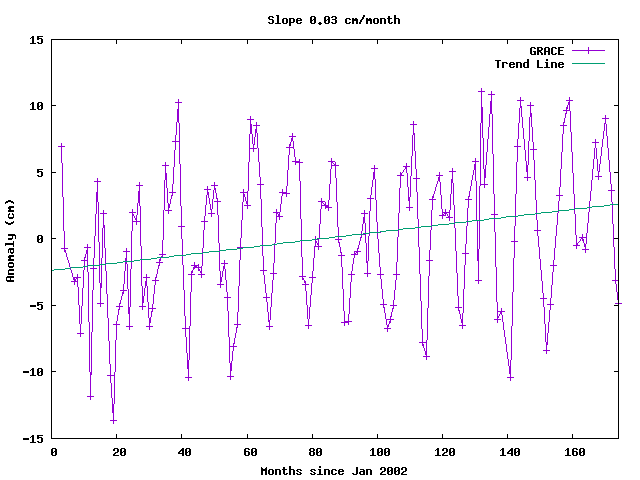 Slope 0.03 cm/month
GRACE
Trend Line
Anomaly (cm)
15
10
5
0
-5
-10
-15
0 20 40 60 80 100 120 140 160
Months since Jan 2002